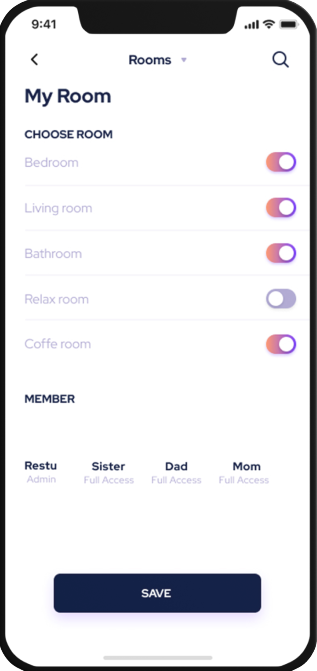 9:41
Rooms
My Room
CHOOSE ROOM
Bedroom
Living room
Bathroom
Relax room
Coffe room
MEMBER
Restu Sister Dad Mom
Admin Full Access Full Access Full Access
SAVE